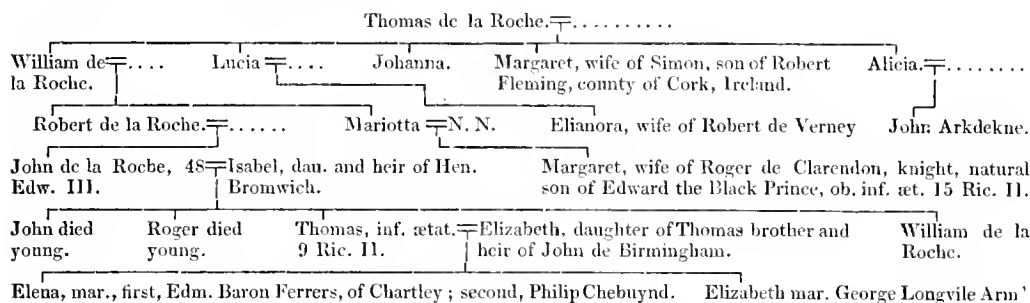 Thomas de la Roche.╤.........
William de╤.... Lucia╤.... Johanna. Margaret, wife of Simon, son of Robert Alicia.╤........
la Roche. Fleming, county of Cork, Ireland.
Robert de la Roche.╤...... Mariotta╤N. N. Elianora, wife of Robert de Verney John Arkdekne.
John de la Roche, 48╤Isabel, dau. and heir of Hen. Margaret, wife of Roger de Clarendon, knight, natural
Edw. III. Bromwich. son of Edward the Black Prince, ob. inf. æt. 15 Ric. II.
John died Roger died Thomas, inf. ætat.╤Elizabeth, daughter of Thomas brother and William de la
young. young. 9 Ric. II. heir of John de Birmingham. Roche.
Elena, mar., first, Edm. Baron Ferrers, of Chartley ; second, Philip Chebuynd. Elizabeth mar. George Longvile